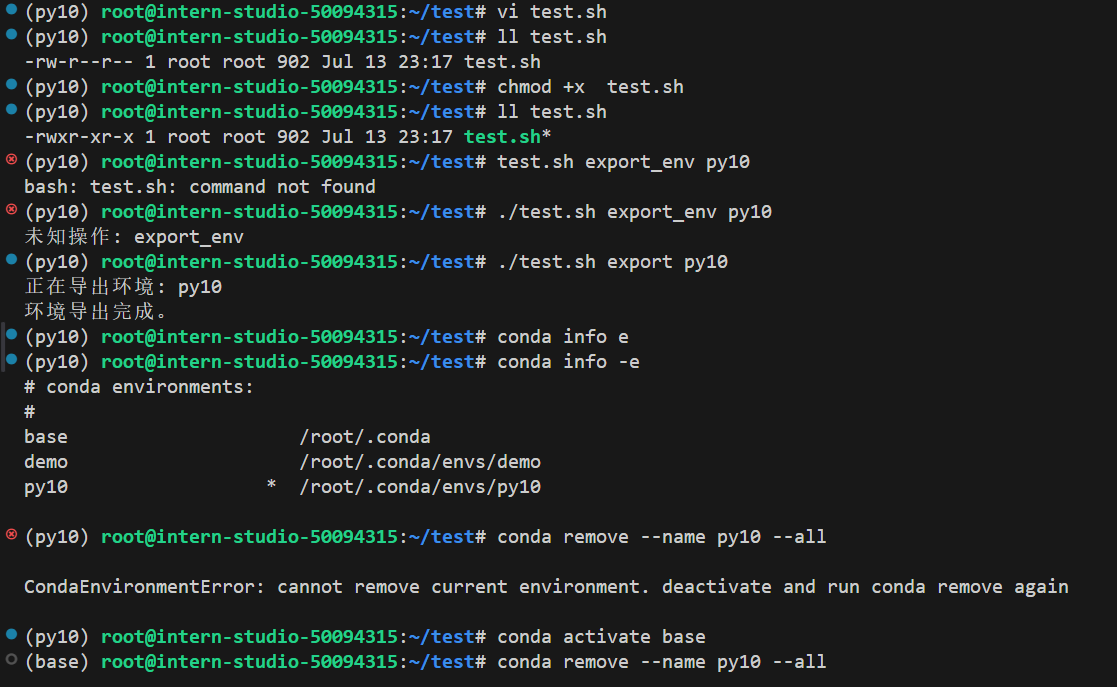 (py10) root@intern-studio-50094315:~/test# vi test.sh
(py10) root@intern-studio-50094315:~/test# ll test.sh
-rw-r--r-- 1 root root 902 Jul 13 23:17 test.sh
(py10) root@intern-studio-50094315:~/test# chmod +x  test.sh
(py10) root@intern-studio-50094315:~/test# ll test.sh
-rwxr-xr-x 1 root root 902 Jul 13 23:17 test.sh*
(py10) root@intern-studio-50094315:~/test# test.sh export_env py10
bash: test.sh: command not found
(py10) root@intern-studio-50094315:~/test# ./test.sh export_env py10
未知操作: export_env
(py10) root@intern-studio-50094315:~/test# ./test.sh export py10
正在导出环境: py10
环境导出完成。
(py10) root@intern-studio-50094315:~/test# conda info e
(py10) root@intern-studio-50094315:~/test# conda info -e
# conda environments:
#
base                     /root/.conda
demo                     /root/.conda/envs/demo
py10                  *  /root/.conda/envs/py10
(py10) root@intern-studio-50094315:~/test# conda remove --name py10 --all
CondaEnvironmentError: cannot remove current environment. deactivate and run conda remove again
(py10) root@intern-studio-50094315:~/test# conda activate base
(base) root@intern-studio-50094315:~/test# conda remove --name py10 --all